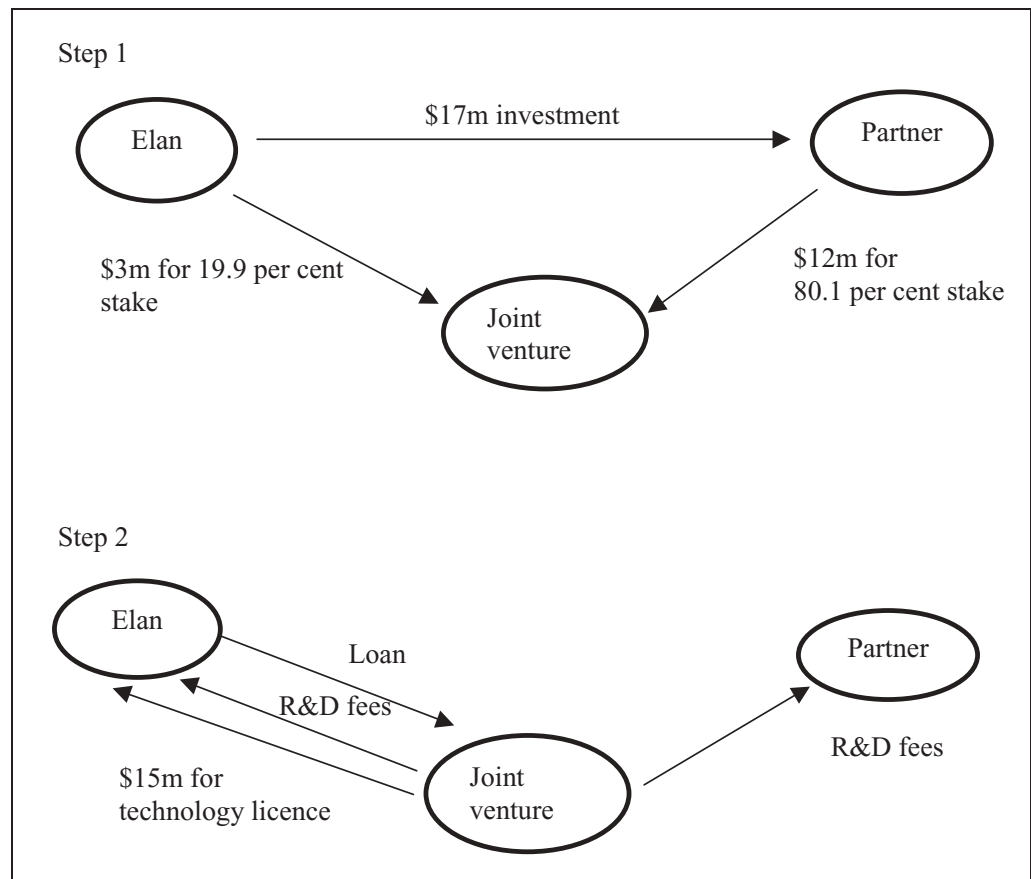 Step 1
Elan
$17m investment
Partner
$3m for 19.9 per cent
stake
$12m for
80.1 per cent stake
Joint
venture
Step 2
Elan
Loan
Partner
R&D fees
R&D fees
$15m for
technology licence
Joint
venture